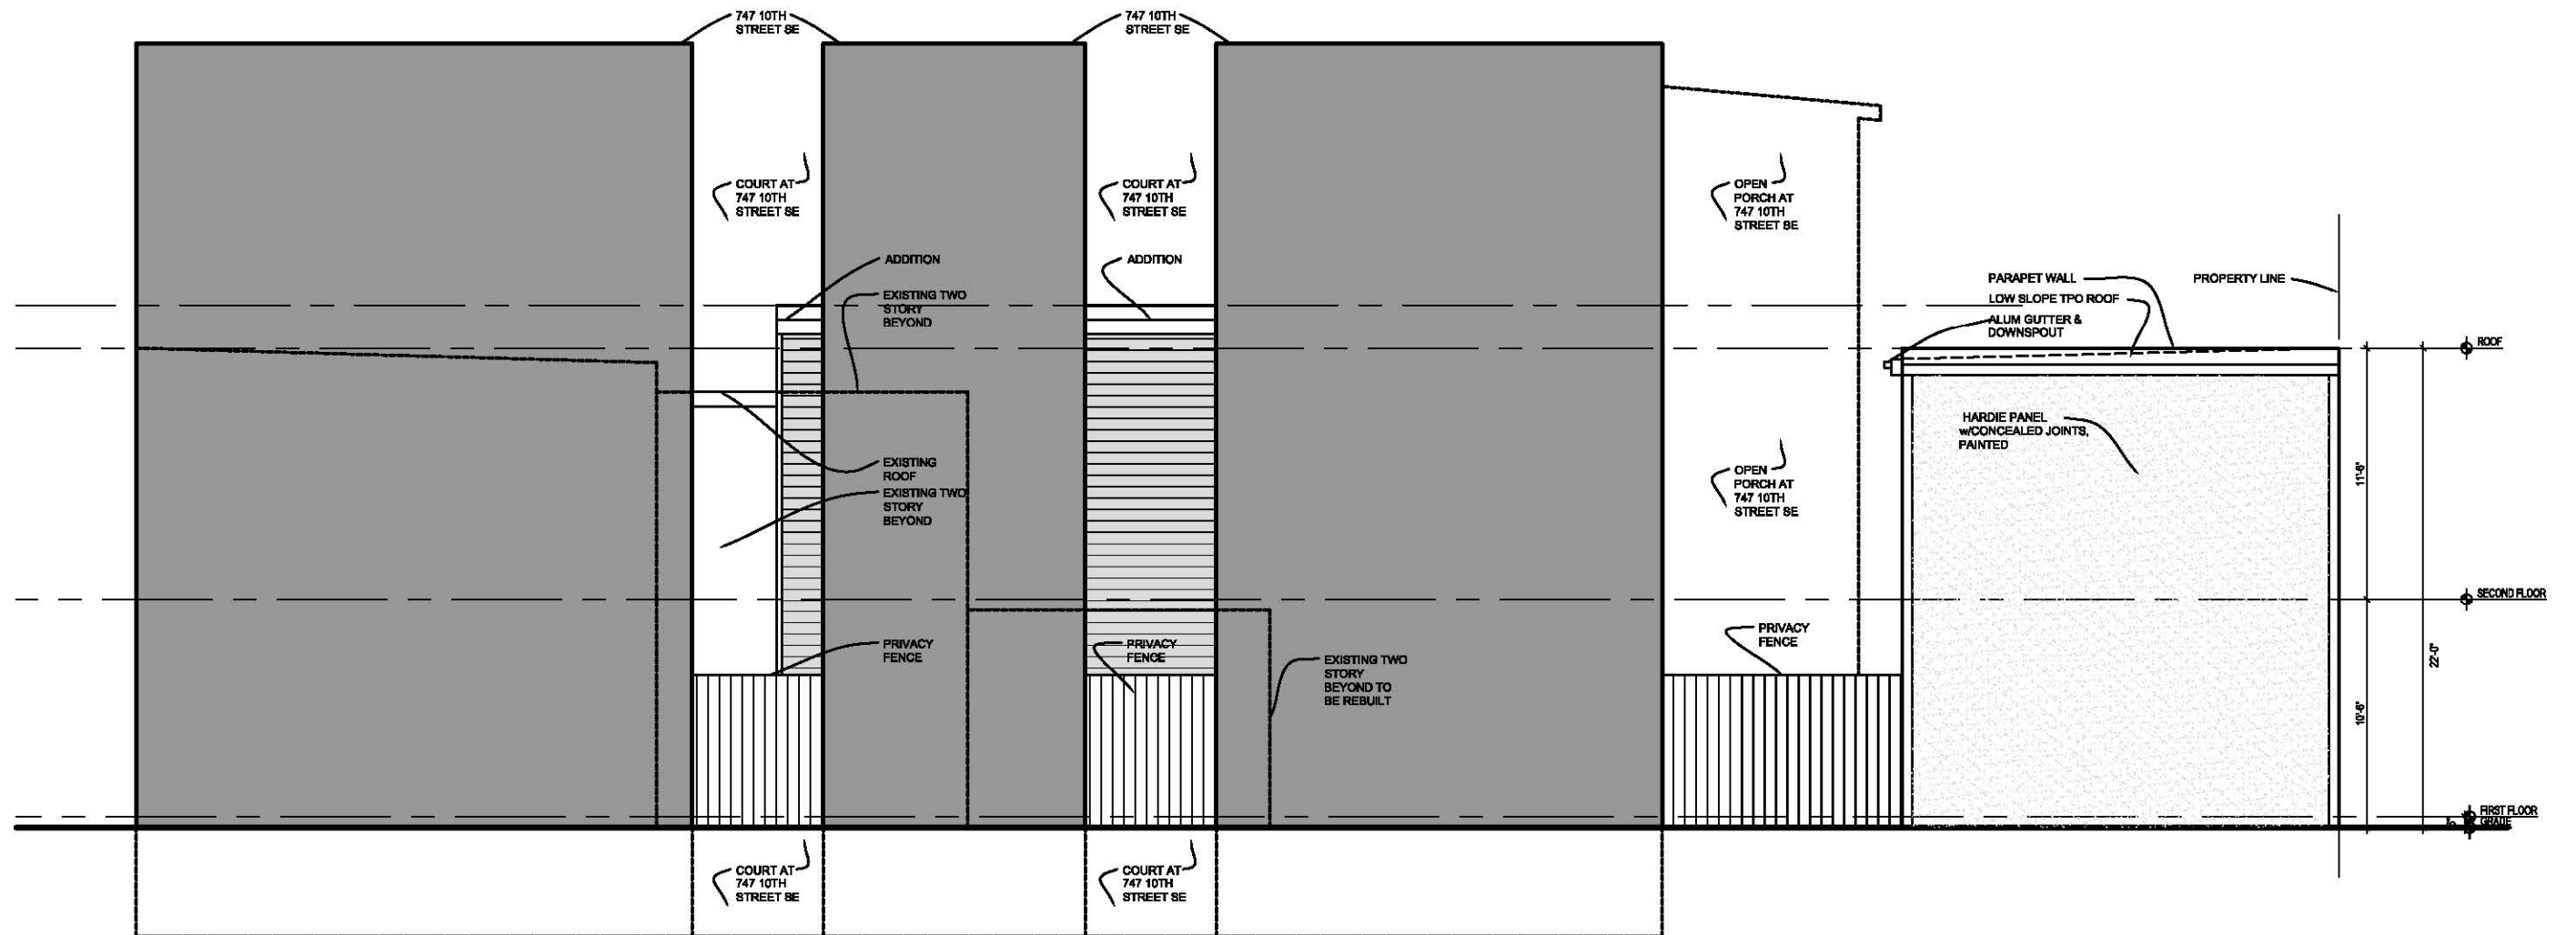 747 10TH
STREET SE
747 10TH
STREET SE
COURT AT
747 10TH
STREET SE
COURT AT
747 10TH
STREET SE
OPEN
PORCH AT
747 10TH
STREET SE
ADDITION
ADDITION
EXISTING TWO
STORY
BEYOND
PARAPET WALL
PROPERTY LINE
LOW SLOPE TPO ROOF
ALUM GUTTER &
DOWNSPOUT
ROOF
HARDIE PANEL
w/CONCEALED JOINTS,
PAINTED
EXISTING
ROOF
EXISTING TWO
STORY
BEYOND
OPEN
PORCH AT
747 10TH
STREET SE
11'-6"
SECOND FLOOR
PRIVACY
FENCE
PRIVACY
FENCE
PRIVACY
FENCE
EXISTING TWO
STORY
BEYOND TO
BE REBUILT
22'-0"
10'-6"
FIRST FLOOR
GRADE
COURT AT
747 10TH
STREET SE
COURT AT
747 10TH
STREET SE